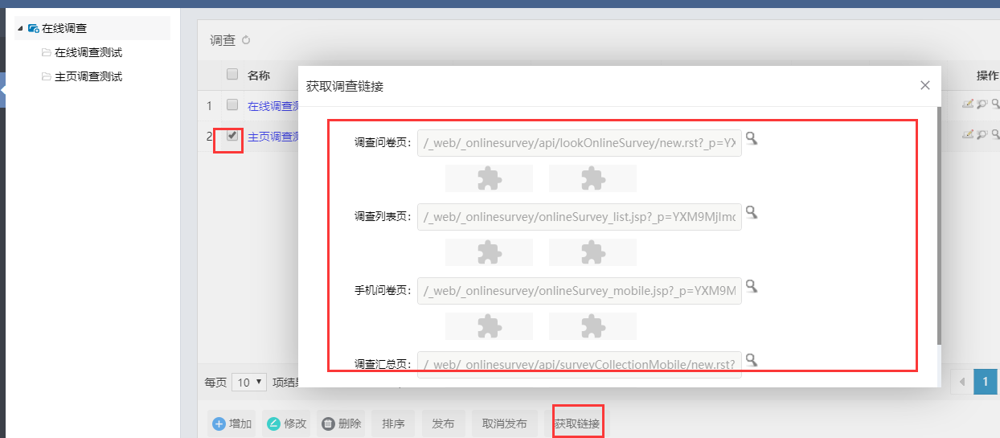 在线调查
在线调查测试
主页调查测试
调查
名称
操作
1
在线调查
2
主页调查
获取调查链接
调查问卷页：
/_web/_onlinesurvey/api/lookOnlineSurvey/new.rst?_p=YX
调查列表页：
/_web/_onlinesurvey/onlineSurvey_list.jsp?_p=YXM9MjImc
手机问卷页：
/_web/_onlinesurvey/onlineSurvey_mobile.jsp?_p=YXM9M
调查汇总页：
/_web/_onlinesurvey/api/surveyCollectionMobile/new.rst?
每页 10 项结
1
增加 修改 删除 排序 发布 取消发布 获取链接